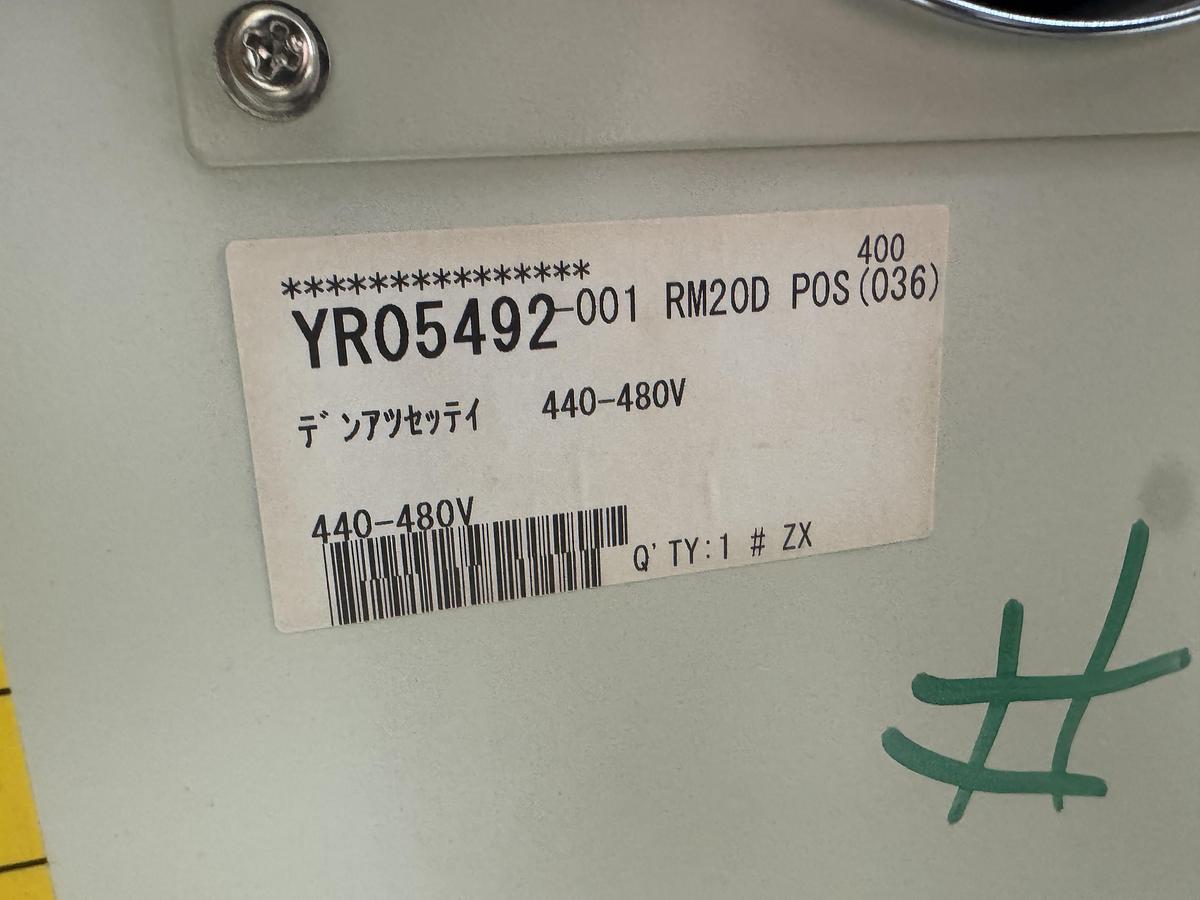 400
***************
YR05492-001 RM20D POS(036)
ﾃﾞﾝｱﾂｾｯﾃｲ 440-480V
440-480V
Q'TY:1 # ZX
#